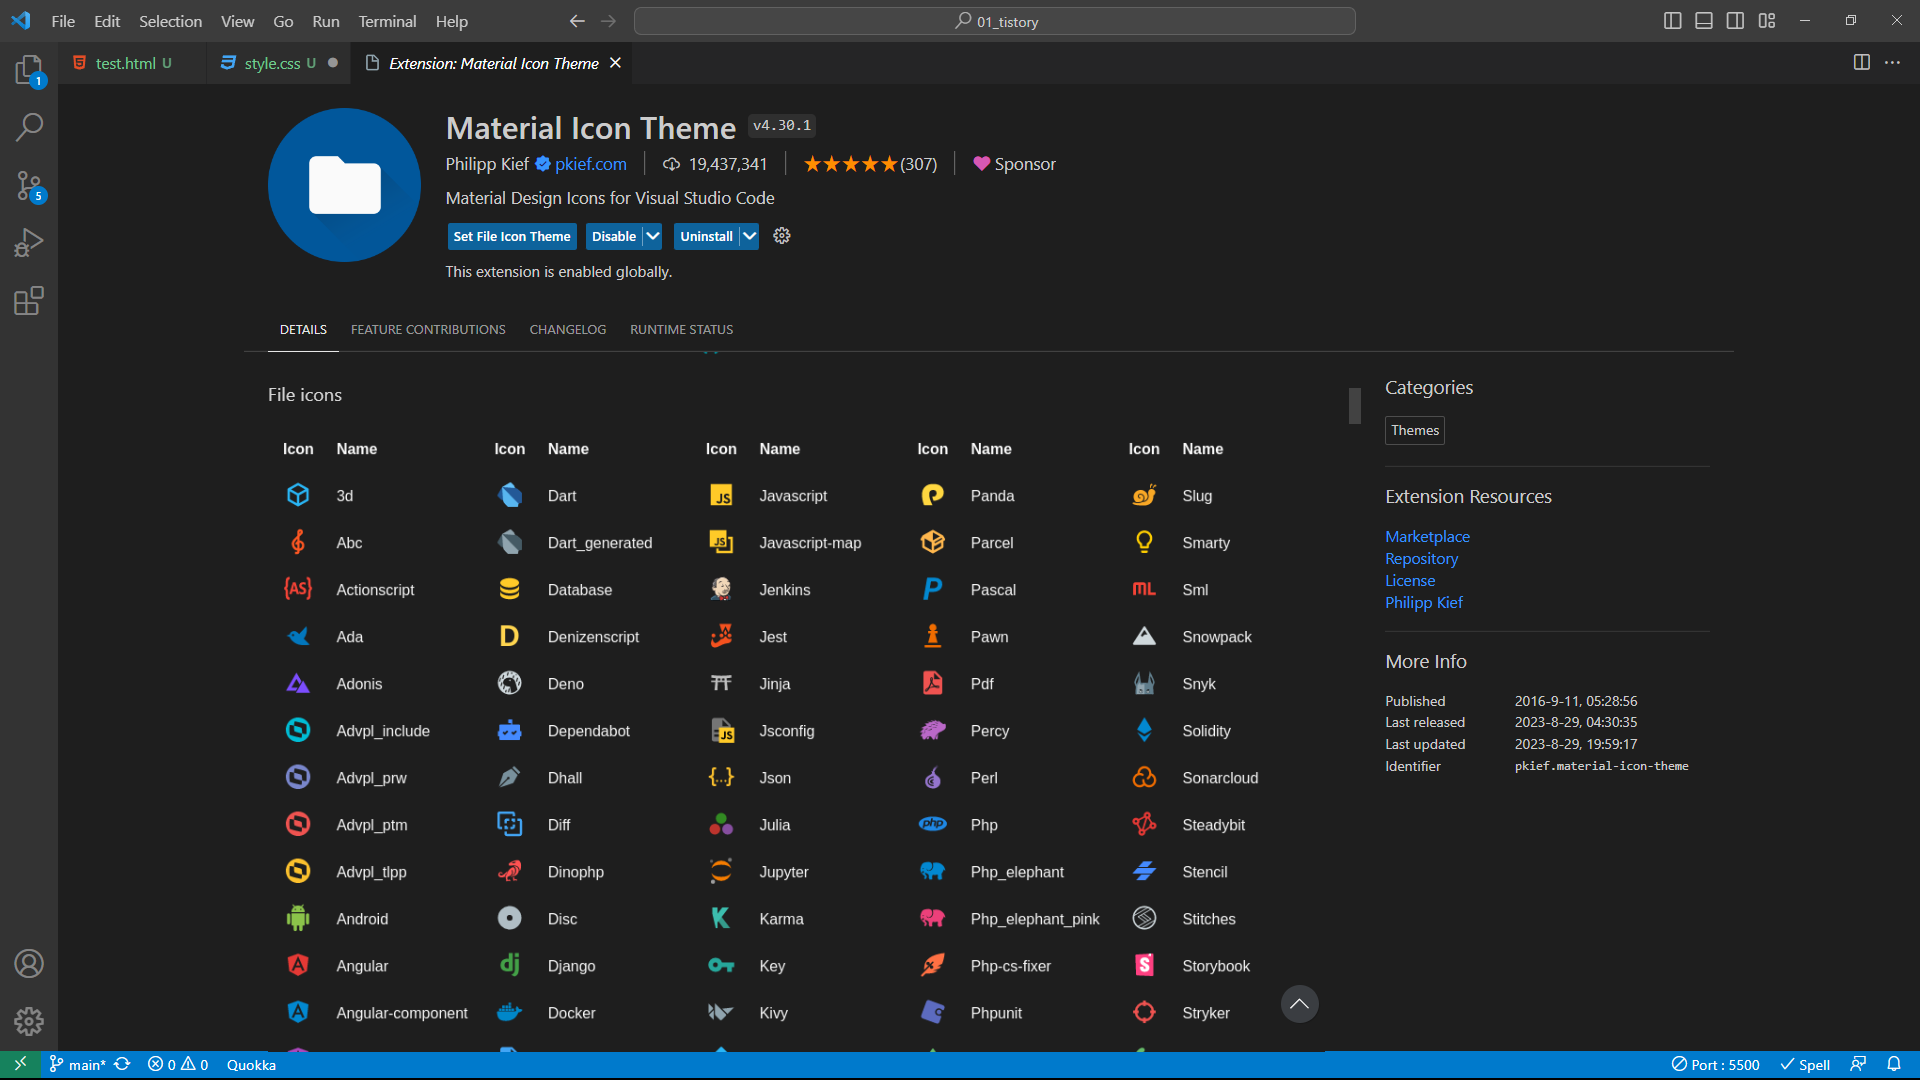 File Edit Selection View Go Run Terminal Help 01_tistory
test.html U style.css U Extension: Material Icon Theme
1
5
Material Icon Theme v4.30.1
Philipp Kief pkief.com 19,437,341 (307) Sponsor
Material Design Icons for Visual Studio Code
Set File Icon Theme Disable Uninstall
This extension is enabled globally.
DETAILS FEATURE CONTRIBUTIONS CHANGELOG RUNTIME STATUS
File icons
Icon Name Icon Name Icon Name Icon Name Icon Name
3d Dart JS Javascript Panda Slug
Abc Dart_generated JS Javascript-map Parcel Smarty
{AS} Actionscript Database Jenkins Pascal ML Sml
Ada D Denizenscript Jest Pawn Snowpack
Adonis Deno Jinja Pdf Snyk
Advpl_include Dependabot JS Jsconfig Percy Solidity
Advpl_prw Dhall {...} Json Perl Sonarcloud
Advpl_ptm Diff Julia php Php Steadybit
Advpl_tlpp Dinophp Jupyter Php_elephant Stencil
Android Disc K Karma Php_elephant_pink Stitches
A Angular dj Django Key Php-cs-fixer S Storybook
A Angular-component Docker Kivy Phpunit Stryker
Categories
Themes
Extension Resources
Marketplace
Repository
License
Philipp Kief
More Info
Published 2016-9-11, 05:28:56
Last released 2023-8-29, 04:30:35
Last updated 2023-8-29, 19:59:17
Identifier pkief.material-icon-theme
main* 0 0 Quokka Port : 5500 Spell